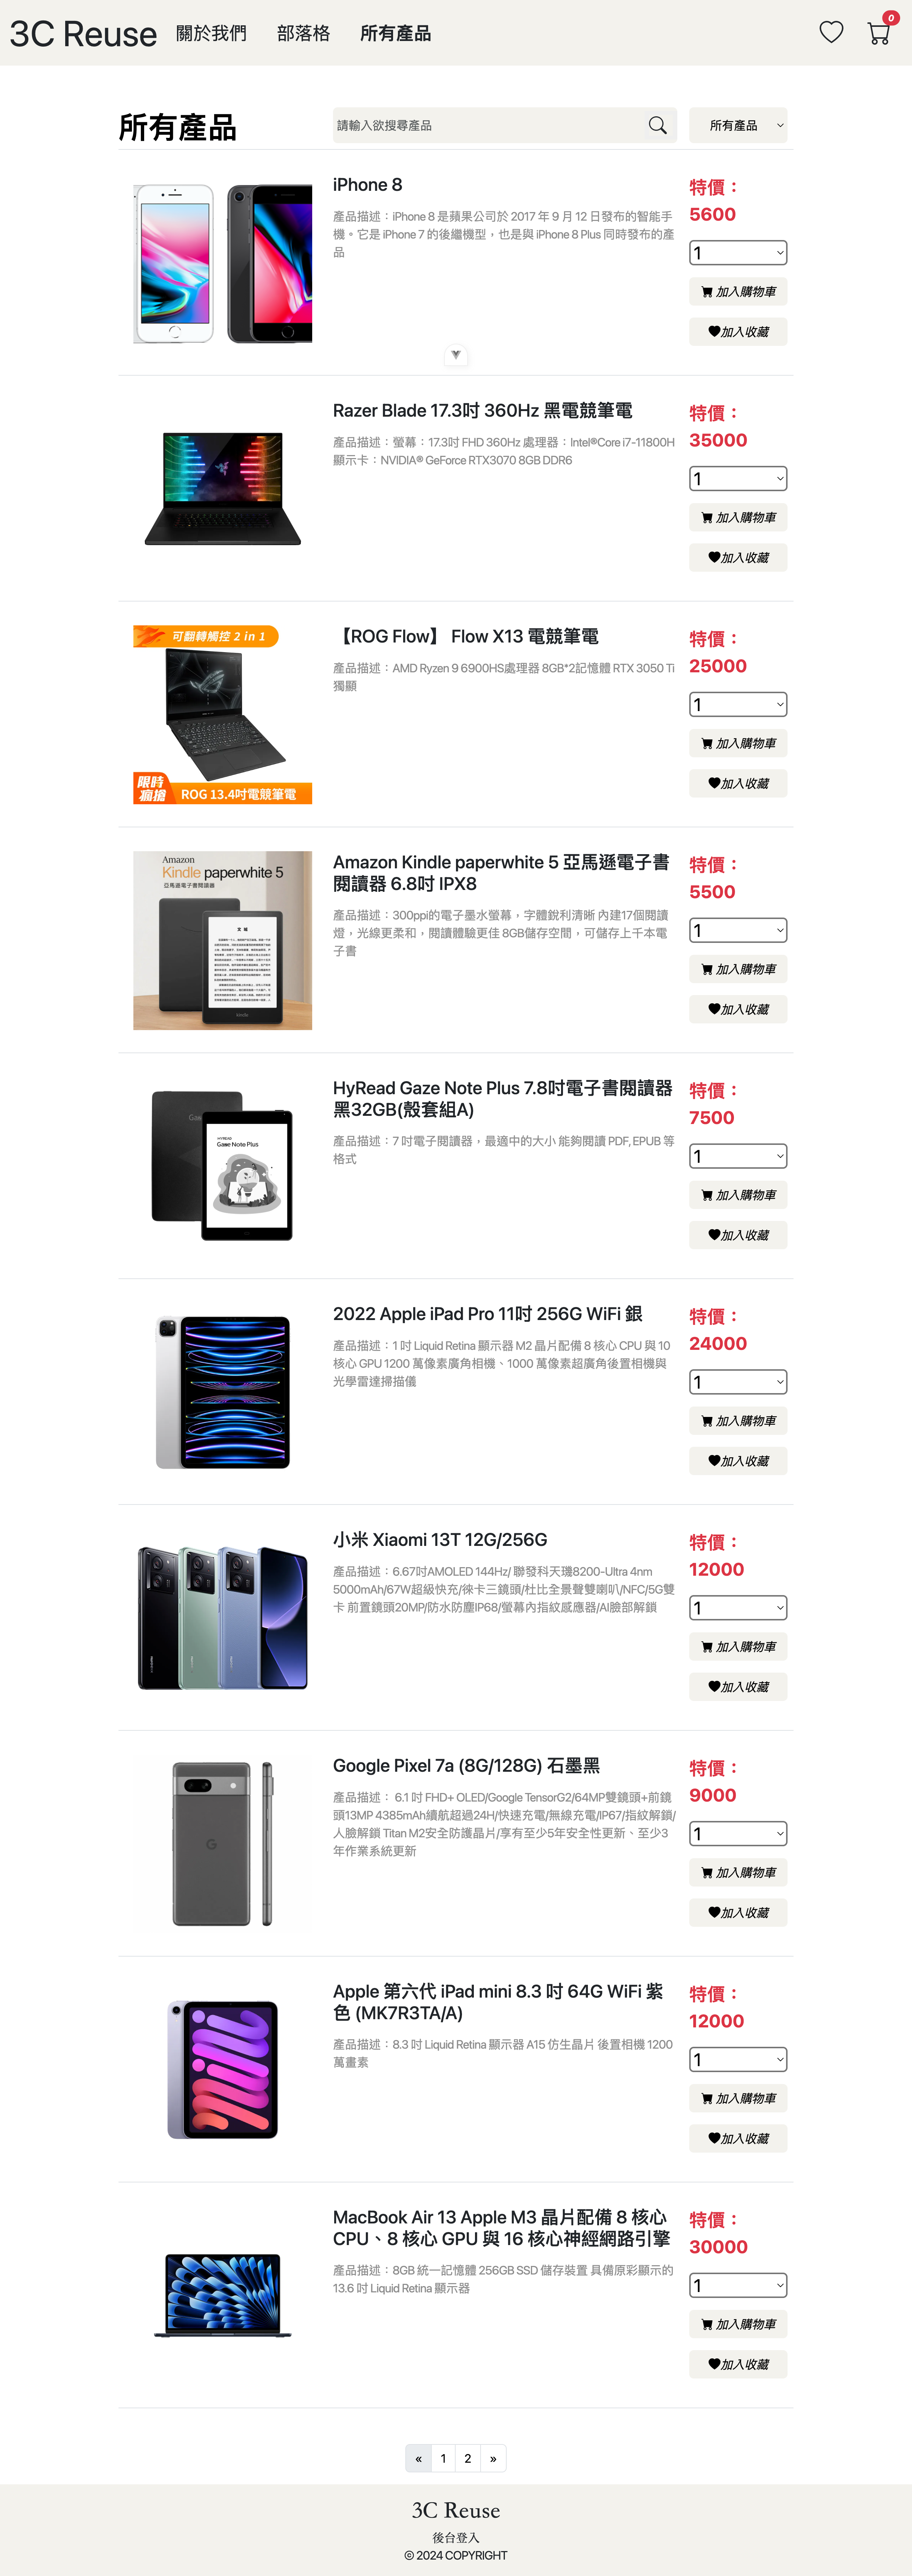 3C Reuse
關於我們
部落格
所有產品
0
所有產品
請輸入欲搜尋產品
所有產品
iPhone 8
產品描述：iPhone 8 是蘋果公司於 2017 年 9 月 12 日發布的智能手
機。它是 iPhone 7 的後繼機型，也是與 iPhone 8 Plus 同時發布的產
品
特價：
5600
1
加入購物車
加入收藏
Razer Blade 17.3吋 360Hz 黑電競筆電
產品描述：螢幕：17.3吋 FHD 360Hz 處理器：Intel®Core i7-11800H
顯示卡：NVIDIA® GeForce RTX3070 8GB DDR6
特價：
35000
1
加入購物車
加入收藏
可翻轉觸控 2 in 1
限時
瘋搶
ROG 13.4吋電競筆電
【ROG Flow】 Flow X13 電競筆電
產品描述：AMD Ryzen 9 6900HS處理器 8GB*2記憶體 RTX 3050 Ti
獨顯
特價：
25000
1
加入購物車
加入收藏
Amazon
Kindle paperwhite 5
亞馬遜電子書閱讀器
kindle
Amazon Kindle paperwhite 5 亞馬遜電子書
閱讀器 6.8吋 IPX8
產品描述：300ppi的電子墨水螢幕，字體銳利清晰 內建17個閱讀
燈，光線更柔和，閱讀體驗更佳 8GB儲存空間，可儲存上千本電
子書
特價：
5500
1
加入購物車
加入收藏
HYREAD
Gaze Note Plus
HyRead Gaze Note Plus 7.8吋電子書閱讀器
黑32GB(殼套組A)
產品描述：7 吋電子閱讀器，最適中的大小 能夠閱讀 PDF, EPUB 等
格式
特價：
7500
1
加入購物車
加入收藏
2022 Apple iPad Pro 11吋 256G WiFi 銀
產品描述：1 吋 Liquid Retina 顯示器 M2 晶片配備 8 核心 CPU 與 10
核心 GPU 1200 萬像素廣角相機、1000 萬像素超廣角後置相機與
光學雷達掃描儀
特價：
24000
1
加入購物車
加入收藏
小米 Xiaomi 13T 12G/256G
產品描述：6.67吋AMOLED 144Hz/ 聯發科天璣8200-Ultra 4nm
5000mAh/67W超級快充/徠卡三鏡頭/杜比全景聲雙喇叭/NFC/5G雙
卡 前置鏡頭20MP/防水防塵IP68/螢幕內指紋感應器/AI臉部解鎖
特價：
12000
1
加入購物車
加入收藏
Google Pixel 7a (8G/128G) 石墨黑
產品描述： 6.1 吋 FHD+ OLED/Google TensorG2/64MP雙鏡頭+前鏡
頭13MP 4385mAh續航超過24H/快速充電/無線充電/IP67/指紋解鎖/
人臉解鎖 Titan M2安全防護晶片/享有至少5年安全性更新、至少3
年作業系統更新
特價：
9000
1
加入購物車
加入收藏
Apple 第六代 iPad mini 8.3 吋 64G WiFi 紫
色 (MK7R3TA/A)
產品描述：8.3 吋 Liquid Retina 顯示器 A15 仿生晶片 後置相機 1200
萬畫素
特價：
12000
1
加入購物車
加入收藏
MacBook Air 13 Apple M3 晶片配備 8 核心
CPU、8 核心 GPU 與 16 核心神經網路引擎
產品描述：8GB 統一記憶體 256GB SSD 儲存裝置 具備原彩顯示的
13.6 吋 Liquid Retina 顯示器
特價：
30000
1
加入購物車
加入收藏
« 1 2 »
3C Reuse
後台登入
© 2024 COPYRIGHT